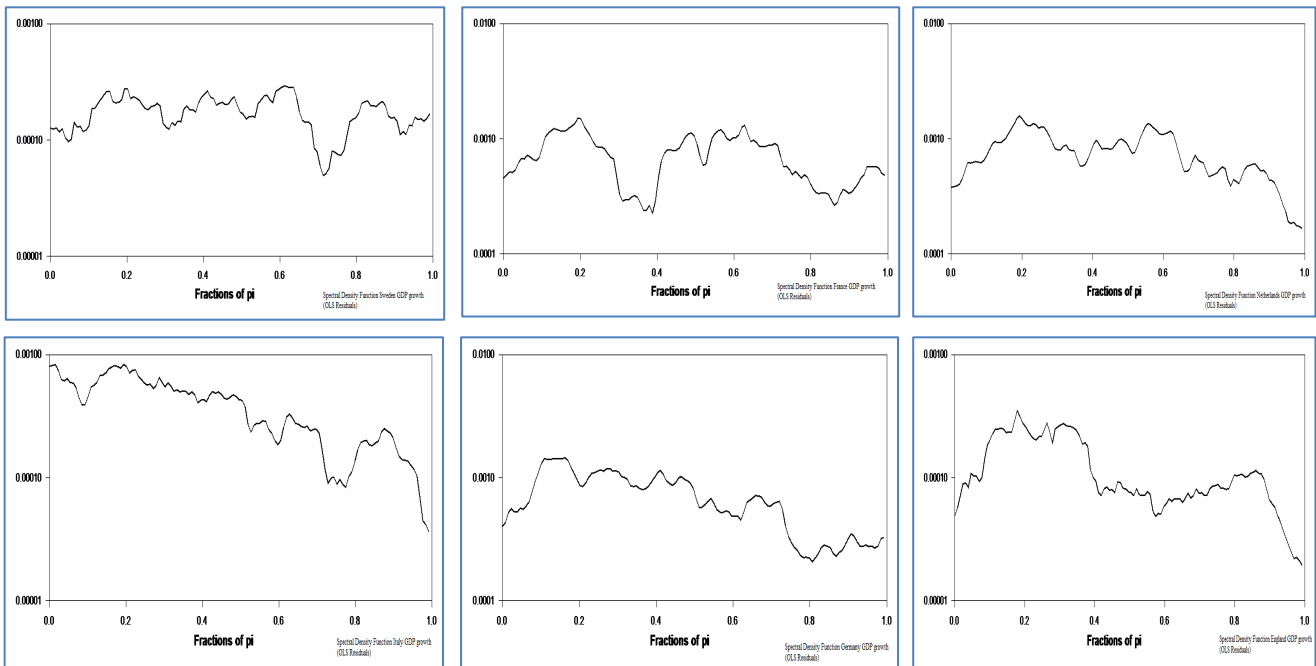 0.00100
0.00010
0.00001
0.0 0.2 0.4 0.6 0.8 1.0
Fractions of pi
Spectral Density Function Sweden GDP growth
(OLS Residuals)
0.0100
0.0010
0.0001
0.0 0.2 0.4 0.6 0.8 1.0
Fractions of pi
Spectral Density Function France GDP growth
(OLS Residuals)
0.0100
0.0010
0.0001
0.0 0.2 0.4 0.6 0.8 1.0
Fractions of pi
Spectral Density Function Netherlands GDP growth
(OLS Residuals)
0.00100
0.00010
0.00001
0.0 0.2 0.4 0.6 0.8 1.0
Fractions of pi
Spectral Density Function Italy GDP growth
(OLS Residuals)
0.0100
0.0010
0.0001
0.0 0.2 0.4 0.6 0.8 1.0
Fractions of pi
Spectral Density Function Germany GDP growth
(OLS Residuals)
0.00100
0.00010
0.00001
0.0 0.2 0.4 0.6 0.8 1.0
Fractions of pi
Spectral Density Function England GDP growth
(OLS Residuals)